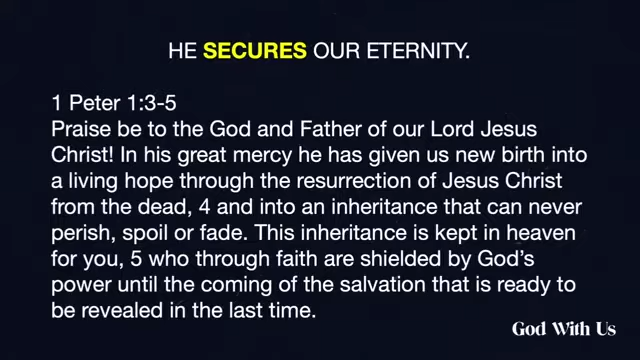 HE SECURES OUR ETERNITY.
1 Peter 1:3-5
Praise be to the God and Father of our Lord Jesus
Christ! In his great mercy he has given us new birth into
a living hope through the resurrection of Jesus Christ
from the dead, 4 and into an inheritance that can never
perish, spoil or fade. This inheritance is kept in heaven
for you, 5 who through faith are shielded by God’s
power until the coming of the salvation that is ready to
be revealed in the last time.
God With Us